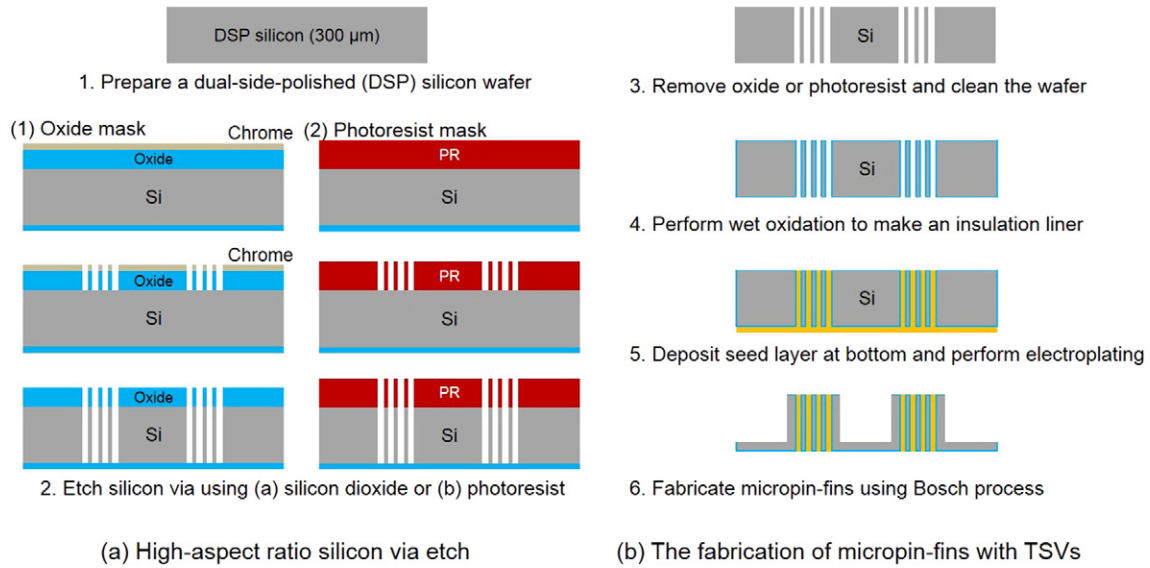 DSP silicon (300 µm)
1. Prepare a dual-side-polished (DSP) silicon wafer
(1) Oxide mask
Chrome
Oxide
Si
(2) Photoresist mask
PR
Si
Chrome
Oxide
Si
PR
Si
Oxide
Si
PR
Si
2. Etch silicon via using (a) silicon dioxide or (b) photoresist
(a) High-aspect ratio silicon via etch
Si
3. Remove oxide or photoresist and clean the wafer
Si
4. Perform wet oxidation to make an insulation liner
Si
5. Deposit seed layer at bottom and perform electroplating
6. Fabricate micropin-fins using Bosch process
(b) The fabrication of micropin-fins with TSVs